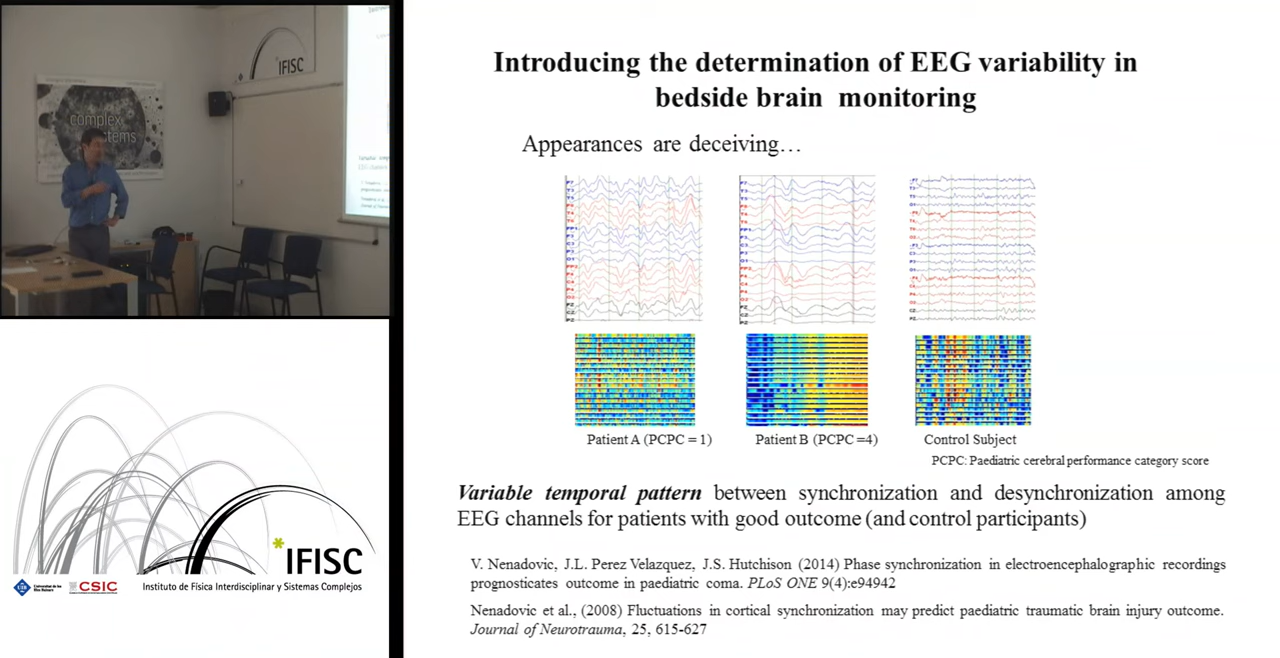 complex
systems
IFISC
Introducing the determination of EEG variability in
bedside brain monitoring
Appearances are deceiving…
Patient A (PCPC = 1)
Patient B (PCPC =4)
Control Subject
PCPC: Paediatric cerebral performance category score
Variable temporal pattern between synchronization and desynchronization among
EEG channels for patients with good outcome (and control participants)
V. Nenadovic, J.L. Perez Velazquez, J.S. Hutchison (2014) Phase synchronization in electroencephalographic recordings
prognosticates outcome in paediatric coma. PLoS ONE 9(4):e94942
Nenadovic et al., (2008) Fluctuations in cortical synchronization may predict paediatric traumatic brain injury outcome.
Journal of Neurotrauma, 25, 615-627
IFISC
CSIC
Instituto de Física Interdisciplinar y Sistemas Complejos